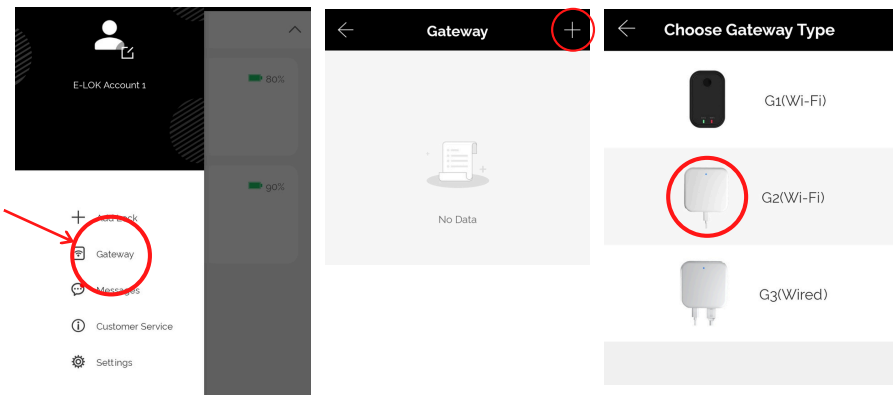 E-LOK Account 1
80%
90%
Add Lock
Gateway
Messages
Customer Service
Settings
Gateway
No Data
Choose Gateway Type
G1(Wi-Fi)
G2(Wi-Fi)
G3(Wired)